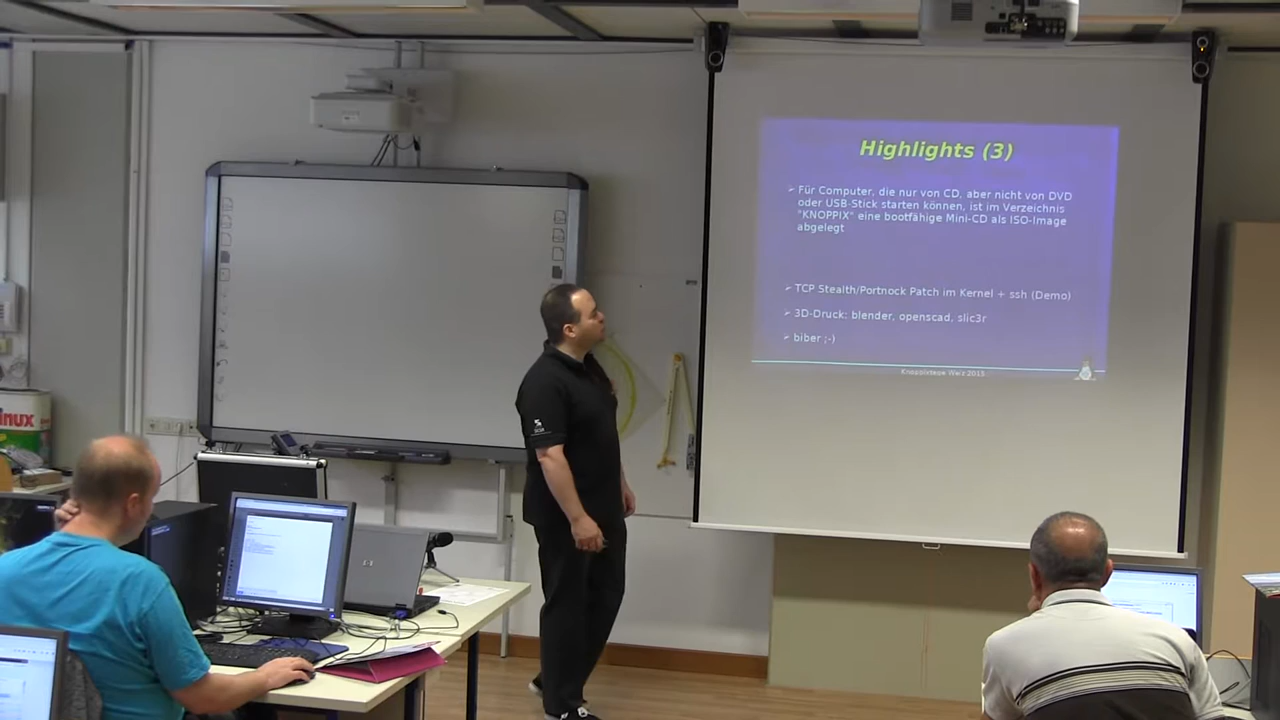 Highlights (3)
Für Computer, die nur von CD, aber nicht von DVD
oder USB-Stick starten können, ist im Verzeichnis
"KNOPPIX" eine bootfähige Mini-CD als ISO-Image
abgelegt
TCP Stealth/Portnock Patch im Kernel + ssh (Demo)
3D-Druck: blender, openscad, slic3r
biber ;-)
2015
inux
hp